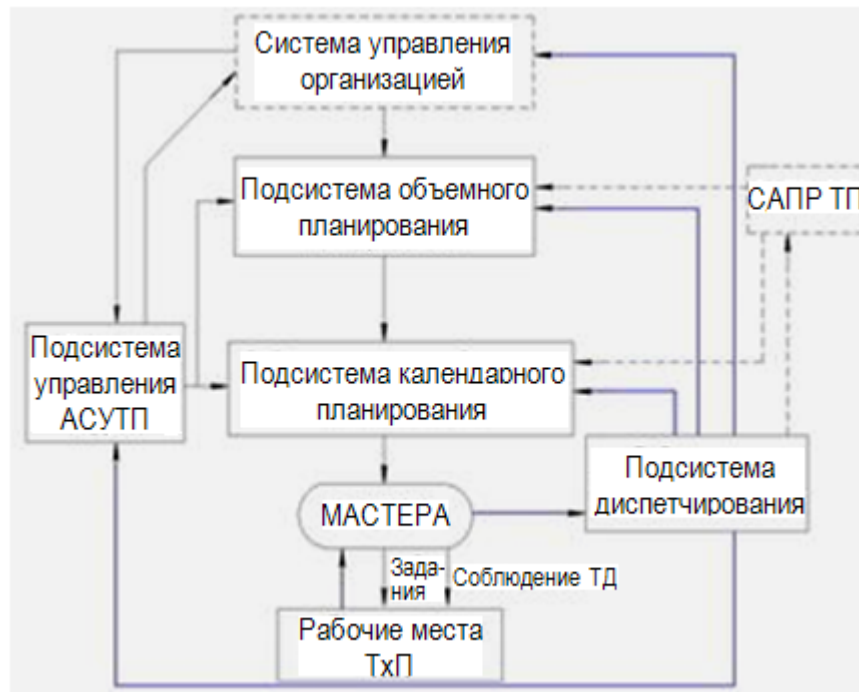 Система управления
организацией
Подсистема объемного
планирования
САПР ТП
Подсистема
управления
АСУТП
Подсистема календарного
планирования
Подсистема
диспетчирования
МАСТЕРА
Зада-
ния
Соблюдение ТД
Рабочие места
ТхП